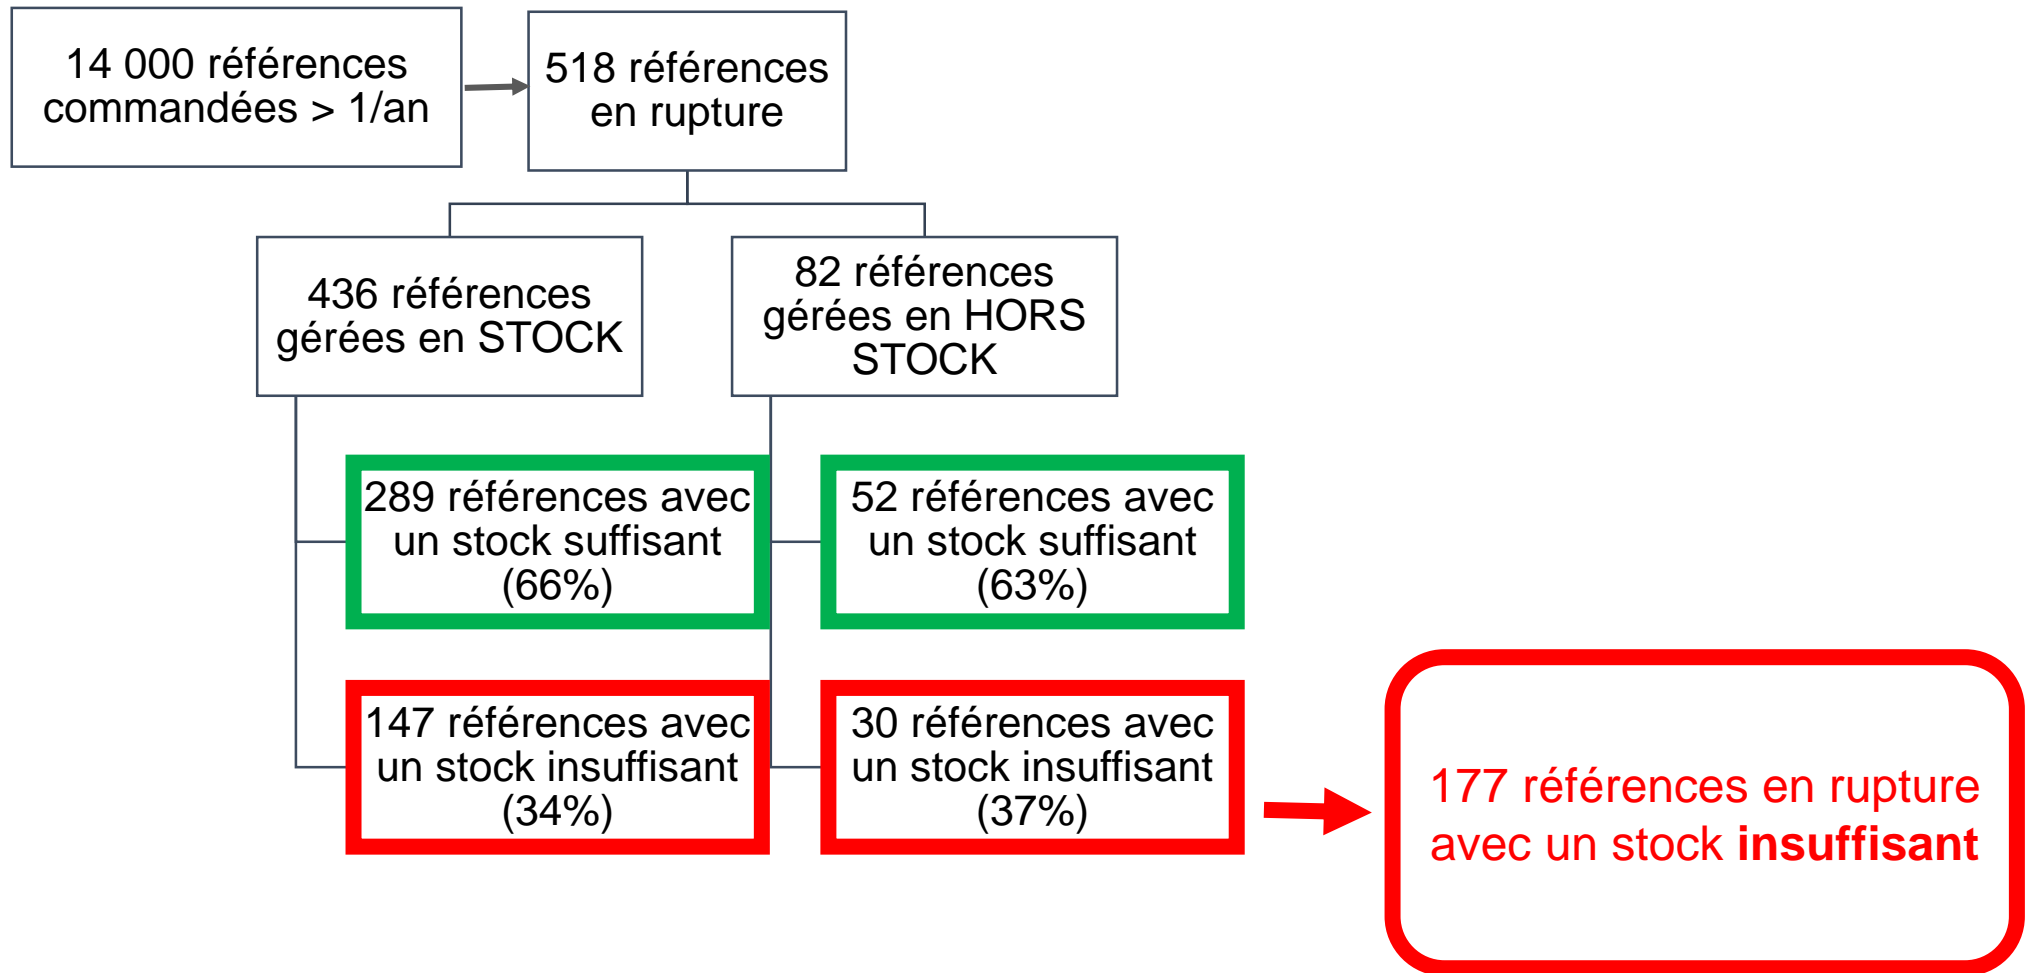 14 000 références
commandées > 1/an
518 références
en rupture
436 références
gérées en STOCK
82 références
gérées en HORS
STOCK
289 références avec
un stock suffisant
(66%)
52 références avec
un stock suffisant
(63%)
147 références avec
un stock insuffisant
(34%)
30 références avec
un stock insuffisant
(37%)
177 références en rupture
avec un stock insuffisant